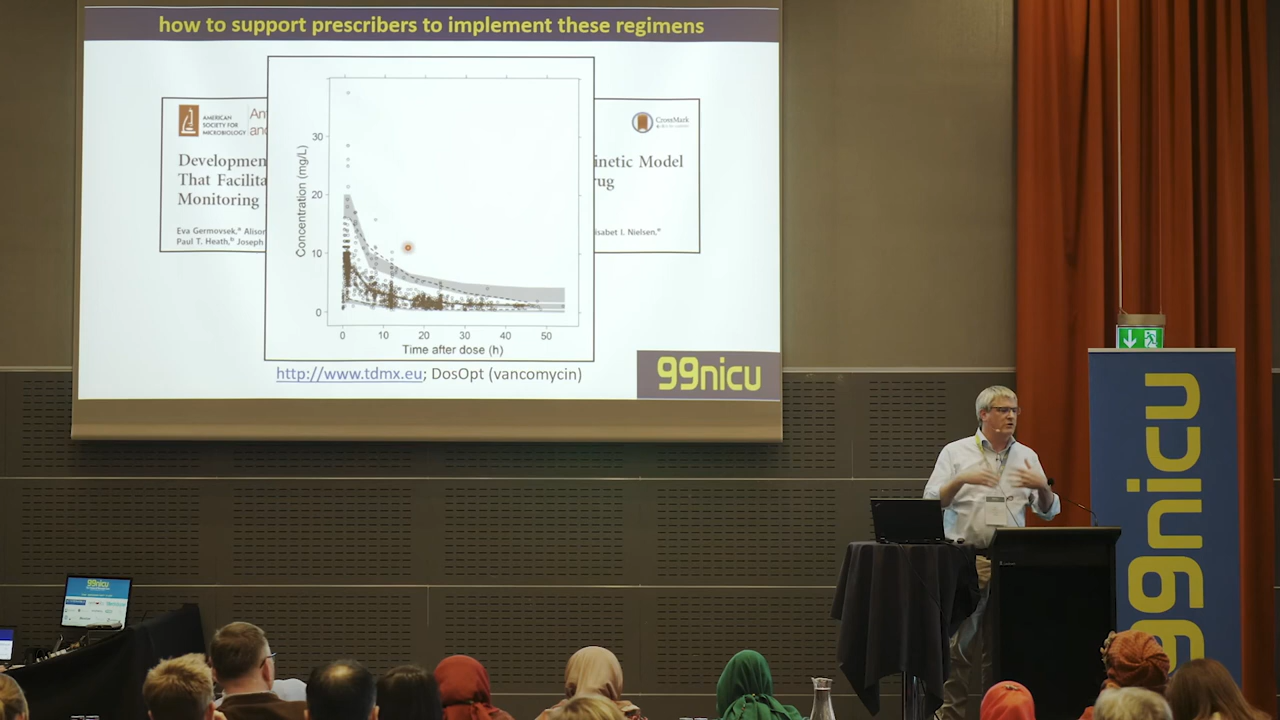 how to support prescribers to implement these regimens
AMERICAN
SOCIETY FOR
MICROBIOLOGY
An
and
CrossMark
Developmen
inetic Model
That Facilita
rug
Monitoring
Eva Germovsek,ᵃ Alison
lisabet I. Nielsen,ᵃ
Paul T. Heath,ᵇ Joseph
Concentration (mg/L)
30
20
10
0
0 10 20 30 40 50
Time after dose (h)
http://www.tdmx.eu; DosOpt (vancomycin)
99nicu
99nicu
99nicu